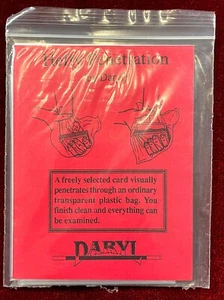 A freely selected card visually
penetrates through an ordinary
transparent plastic bag. You
finish clean and everything can
be examined.
DARYL